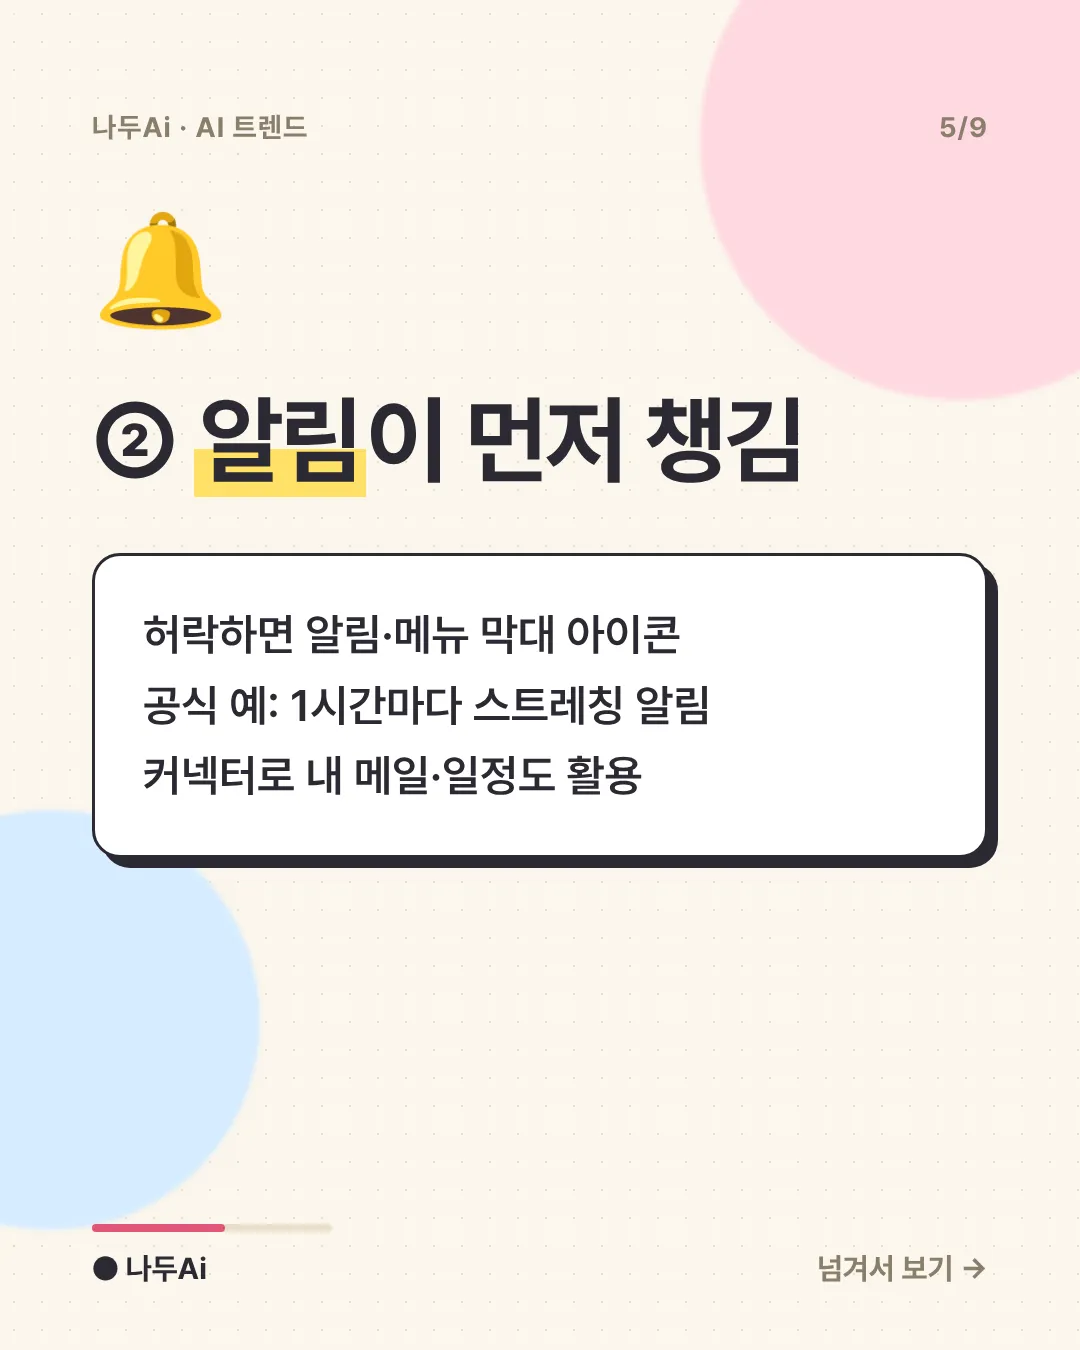 나두Ai · AI 트렌드
5/9
② 알림이 먼저 챙김
허락하면 알림·메뉴 막대 아이콘
공식 예: 1시간마다 스트레칭 알림
커넥터로 내 메일·일정도 활용
나두Ai
넘겨서 보기 →